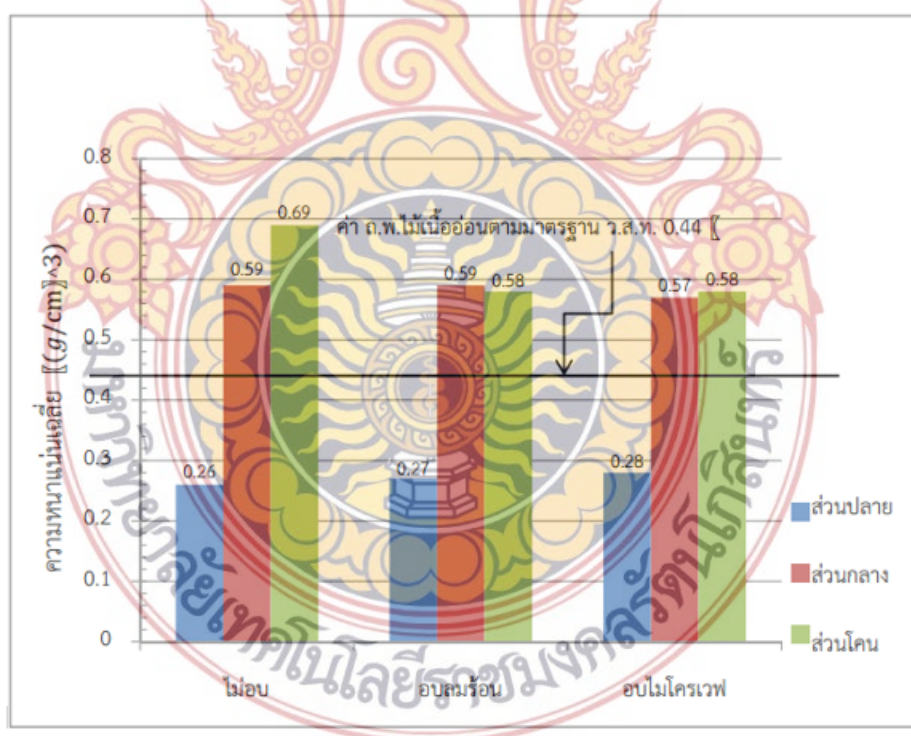 ความหนาแน่นเฉลี่ย 〖(g/cm〗^3)
0.8
0.7
0.6
0.5
0.4
0.3
0.2
0.1
0
ค่า ถ.พ.ไม้เนื้ออ่อนตามมาตรฐาน ว.ส.ท. 0.44 〖
0.26
0.59
0.69
0.27
0.59
0.58
0.28
0.57
0.58
ไม่อบ
อบลมร้อน
อบไมโครเวฟ
ส่วนปลาย
ส่วนกลาง
ส่วนโคน
มหาวิทยาลัยเทคโนโลยีราชมงคลรัตนโกสินทร์